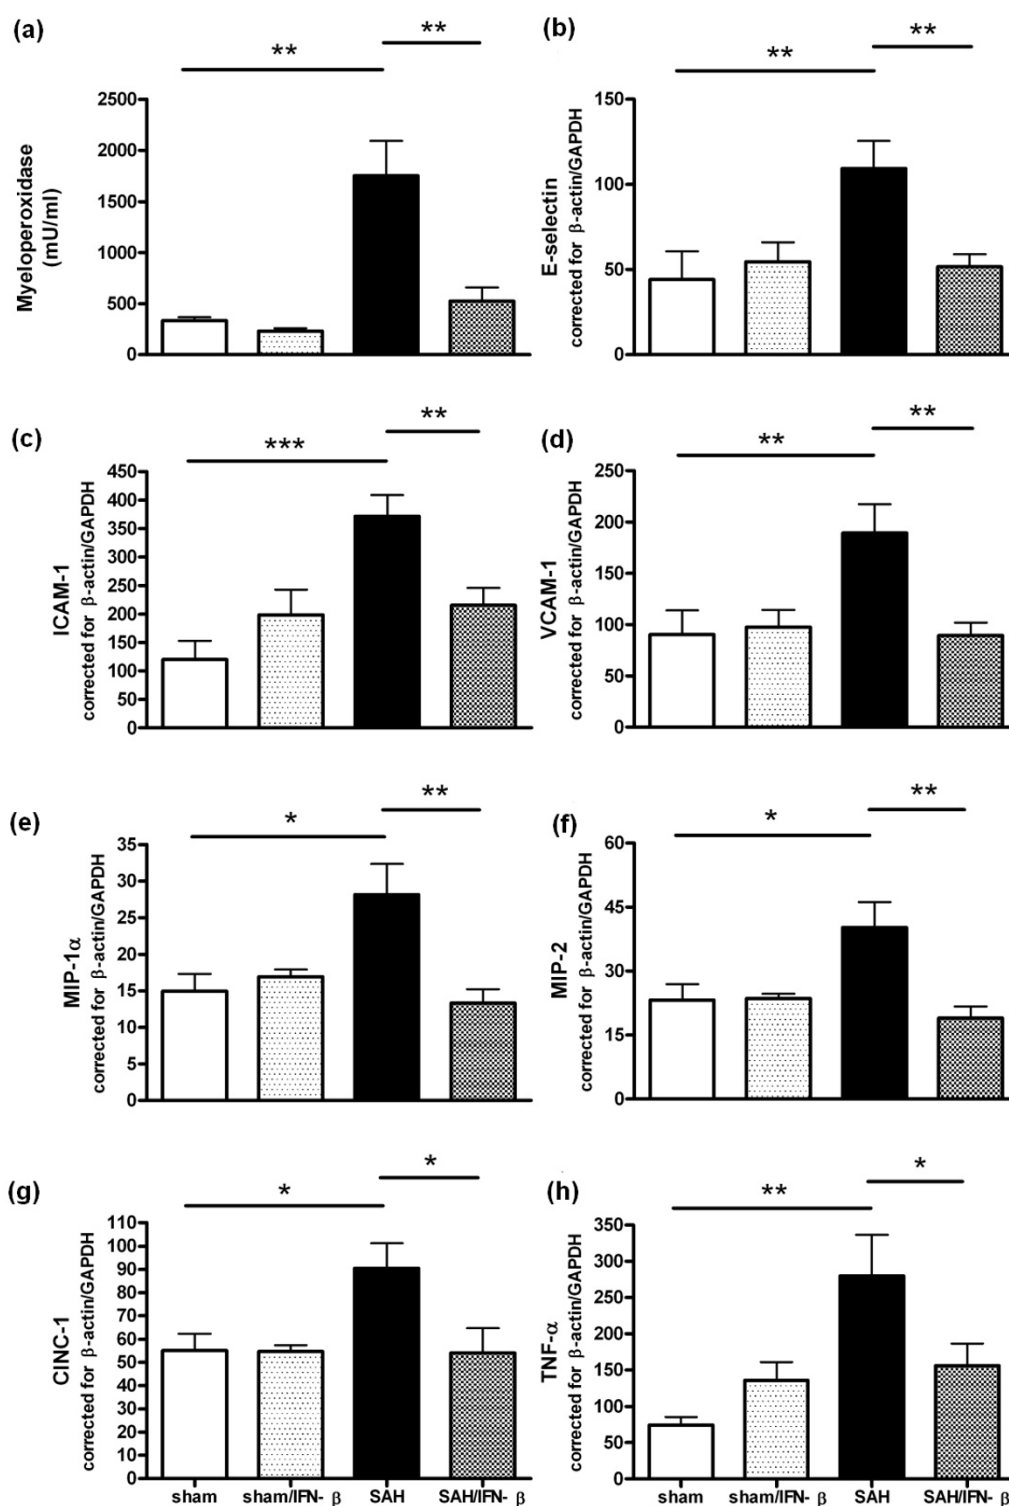 (a)
**
**
Myeloperoxidase
(mU/ml)
2500
2000
1500
1000
500
0
(b)
**
**
E-selectin
corrected for β-actin/GAPDH
150
100
50
0
(c)
***
**
ICAM-1
corrected for β-actin/GAPDH
450
400
350
300
250
200
150
100
50
0
(d)
**
**
VCAM-1
corrected for β-actin/GAPDH
250
200
150
100
50
0
(e)
*
**
MIP-1α
corrected for β-actin/GAPDH
35
30
25
20
15
10
5
0
(f)
*
**
MIP-2
corrected for β-actin/GAPDH
60
45
30
15
0
(g)
*
*
CINC-1
corrected for β-actin/GAPDH
110
100
90
80
70
60
50
40
30
20
10
0
sham sham/IFN- β SAH SAH/IFN- β
(h)
**
*
TNF-α
corrected for β-actin/GAPDH
350
300
250
200
150
100
50
0
sham sham/IFN- β SAH SAH/IFN- β